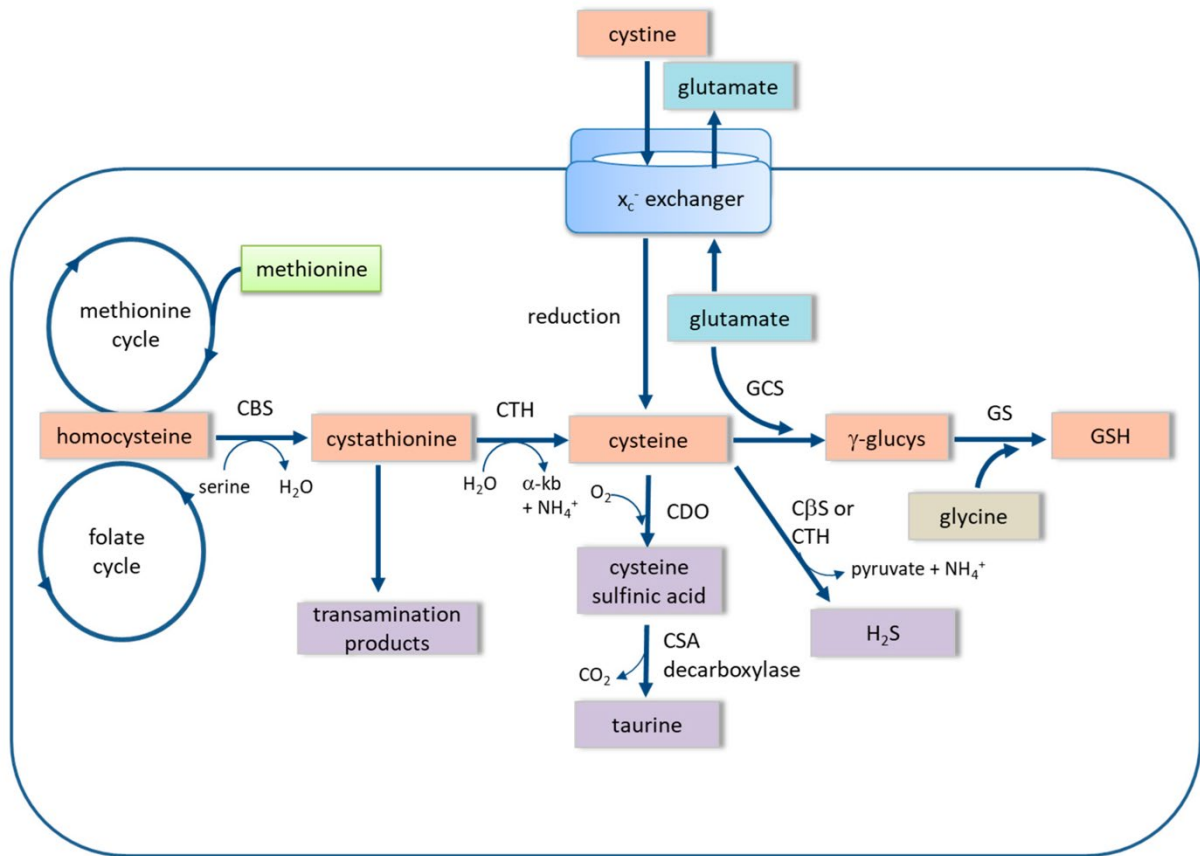 cystine
glutamate
x꜀⁻ exchanger
methionine
methionine
cycle
reduction
glutamate
GCS
homocysteine
CBS
serine
H₂O
cystathionine
CTH
H₂O
α-kb
+ NH₄⁺
cysteine
γ-glucys
GS
GSH
glycine
folate
cycle
transamination
products
O₂
CDO
cysteine
sulfinic acid
CβS or
CTH
pyruvate + NH₄⁺
H₂S
CO₂
CSA
decarboxylase
taurine